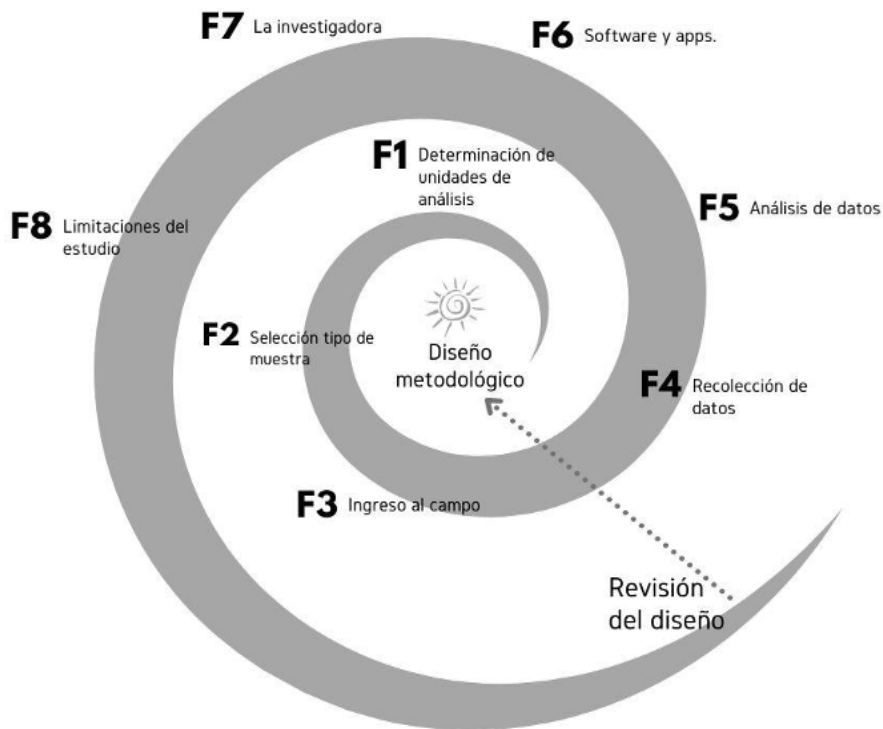 F7 La investigadora
F6 Software y apps.
F1 Determinación de
unidades de
análisis
F5 Análisis de datos
F8 Limitaciones del
estudio
F2 Selección tipo de
muestra
Diseño
metodológico
F4 Recolección de
datos
F3 Ingreso al campo
Revisión
del diseño